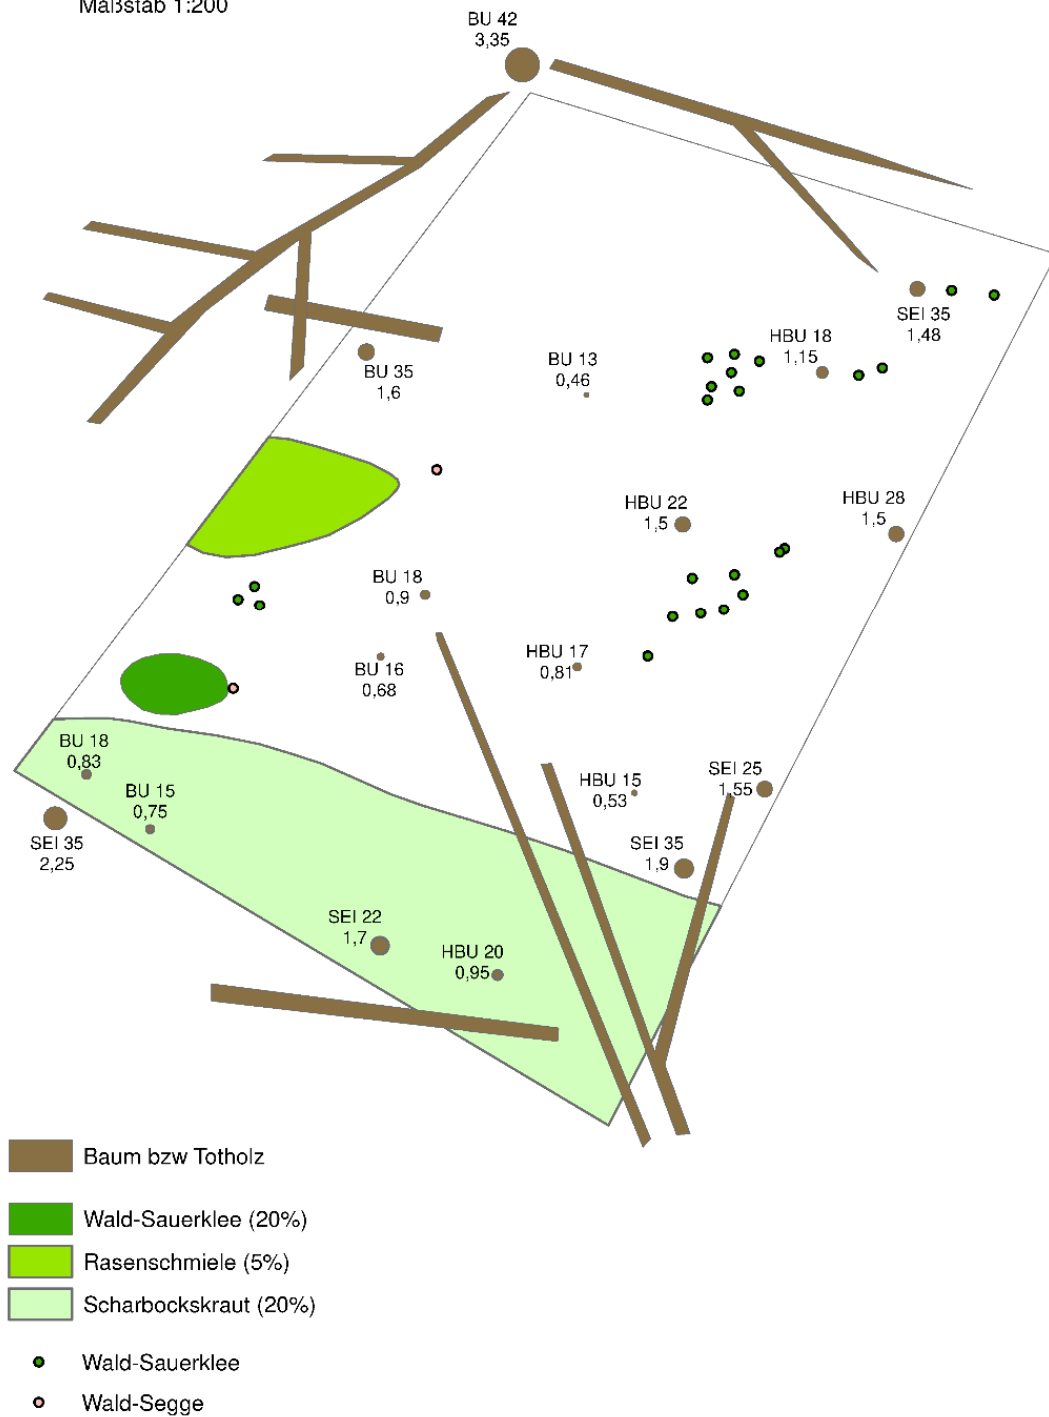 Maßstab 1:200
BU 42
3,35
SEI 35
1,48
HBU 18
1,15
BU 13
0,46
BU 35
1,6
HBU 22
1,5
HBU 28
1,5
BU 18
0,9
HBU 17
0,81
BU 16
0,68
BU 18
0,83
BU 15
0,75
HBU 15
0,53
SEI 25
1,55
SEI 35
2,25
SEI 35
1,9
SEI 22
1,7
HBU 20
0,95
Baum bzw Totholz
Wald-Sauerklee (20%)
Rasenschmiele (5%)
Scharbockskraut (20%)
Wald-Sauerklee
Wald-Segge